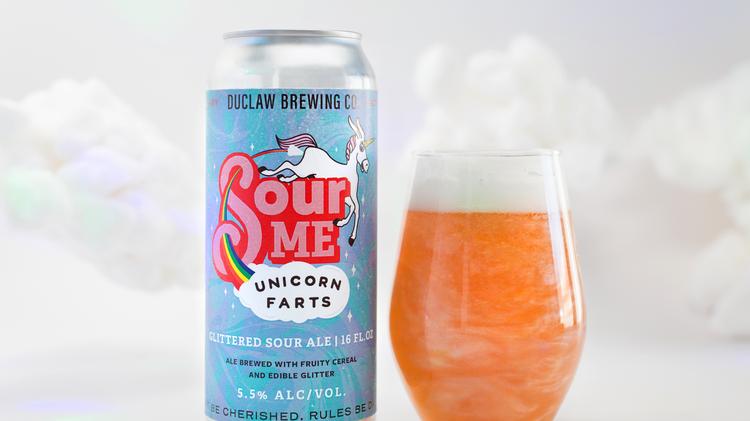 DUCLAW BREWING CO
Sour
ME
UNICORN
FARTS
GLITTERED SOUR ALE | 16 FL.OZ
ALE BREWED WITH FRUITY CEREAL
AND EDIBLE GLITTER
5.5% ALC/VOL.
BE CHERISHED. RULES BE